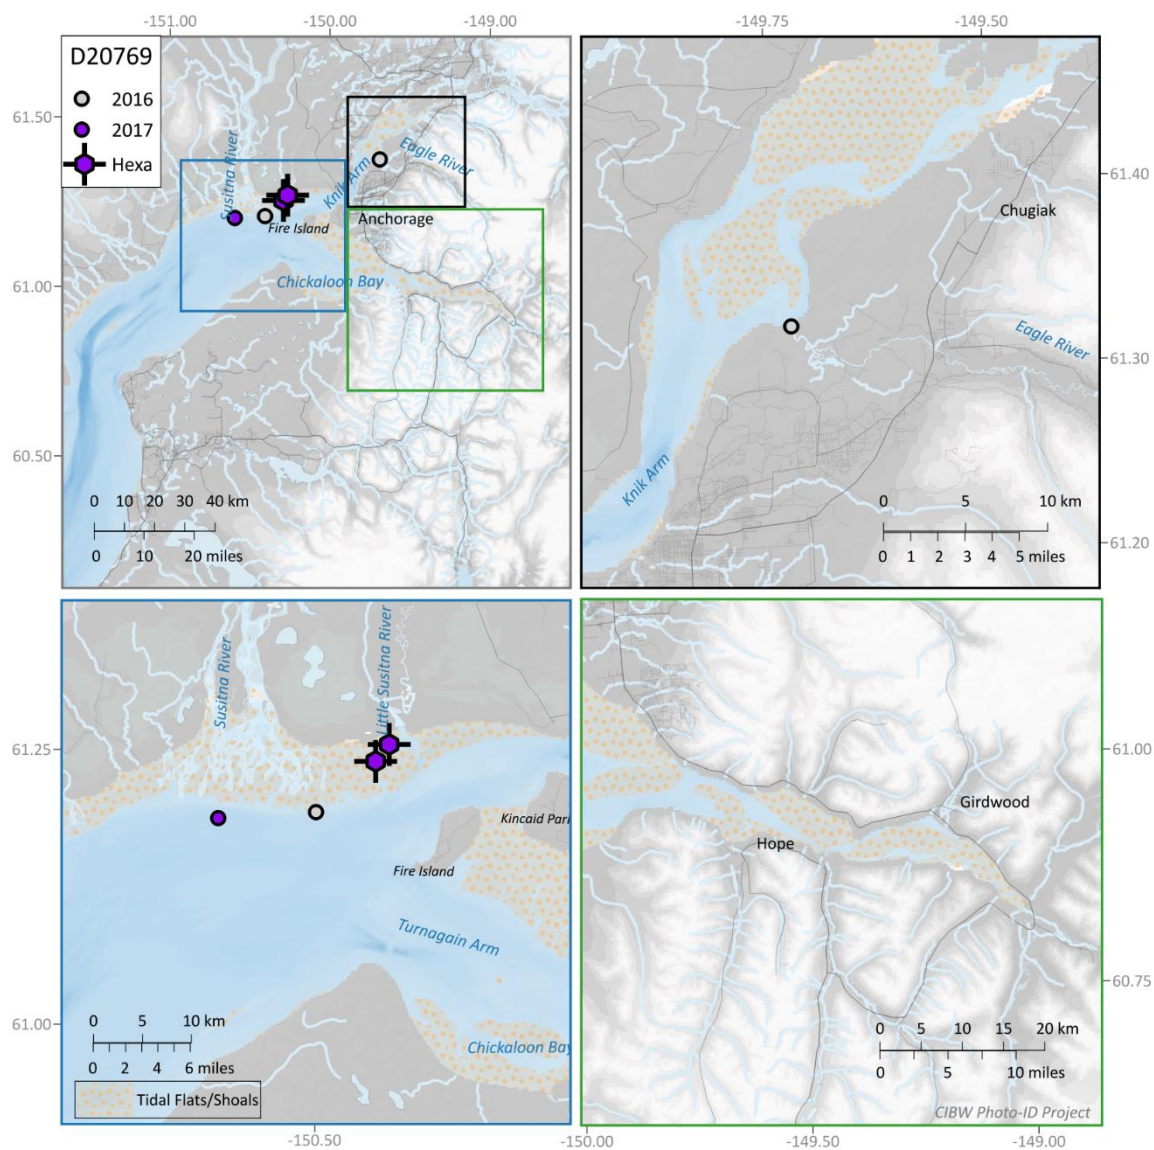 -151.00 -150.00 -149.00
-149.75 -149.50
D20769
2016
2017
Hexa
61.50
61.00
60.50
Susitna River
Knik Arm
Eagle River
Anchorage
Fire Island
Chickaloon Bay
0 10 20 30 40 km
0 10 20 miles
61.40
61.30
61.20
Chugiak
Eagle River
Knik Arm
0 5 10 km
0 1 2 3 4 5 miles
Susitna River
Little Susitna River
61.25
61.00
Kincaid Par
Fire Island
Turnagain Arm
Chickaloon Bay
0 5 10 km
0 2 4 6 miles
Tidal Flats/Shoals
-150.50
61.00
60.75
Girdwood
Hope
0 5 10 15 20 km
0 5 10 miles
CIBW Photo-ID Project
-150.00 -149.50 -149.00